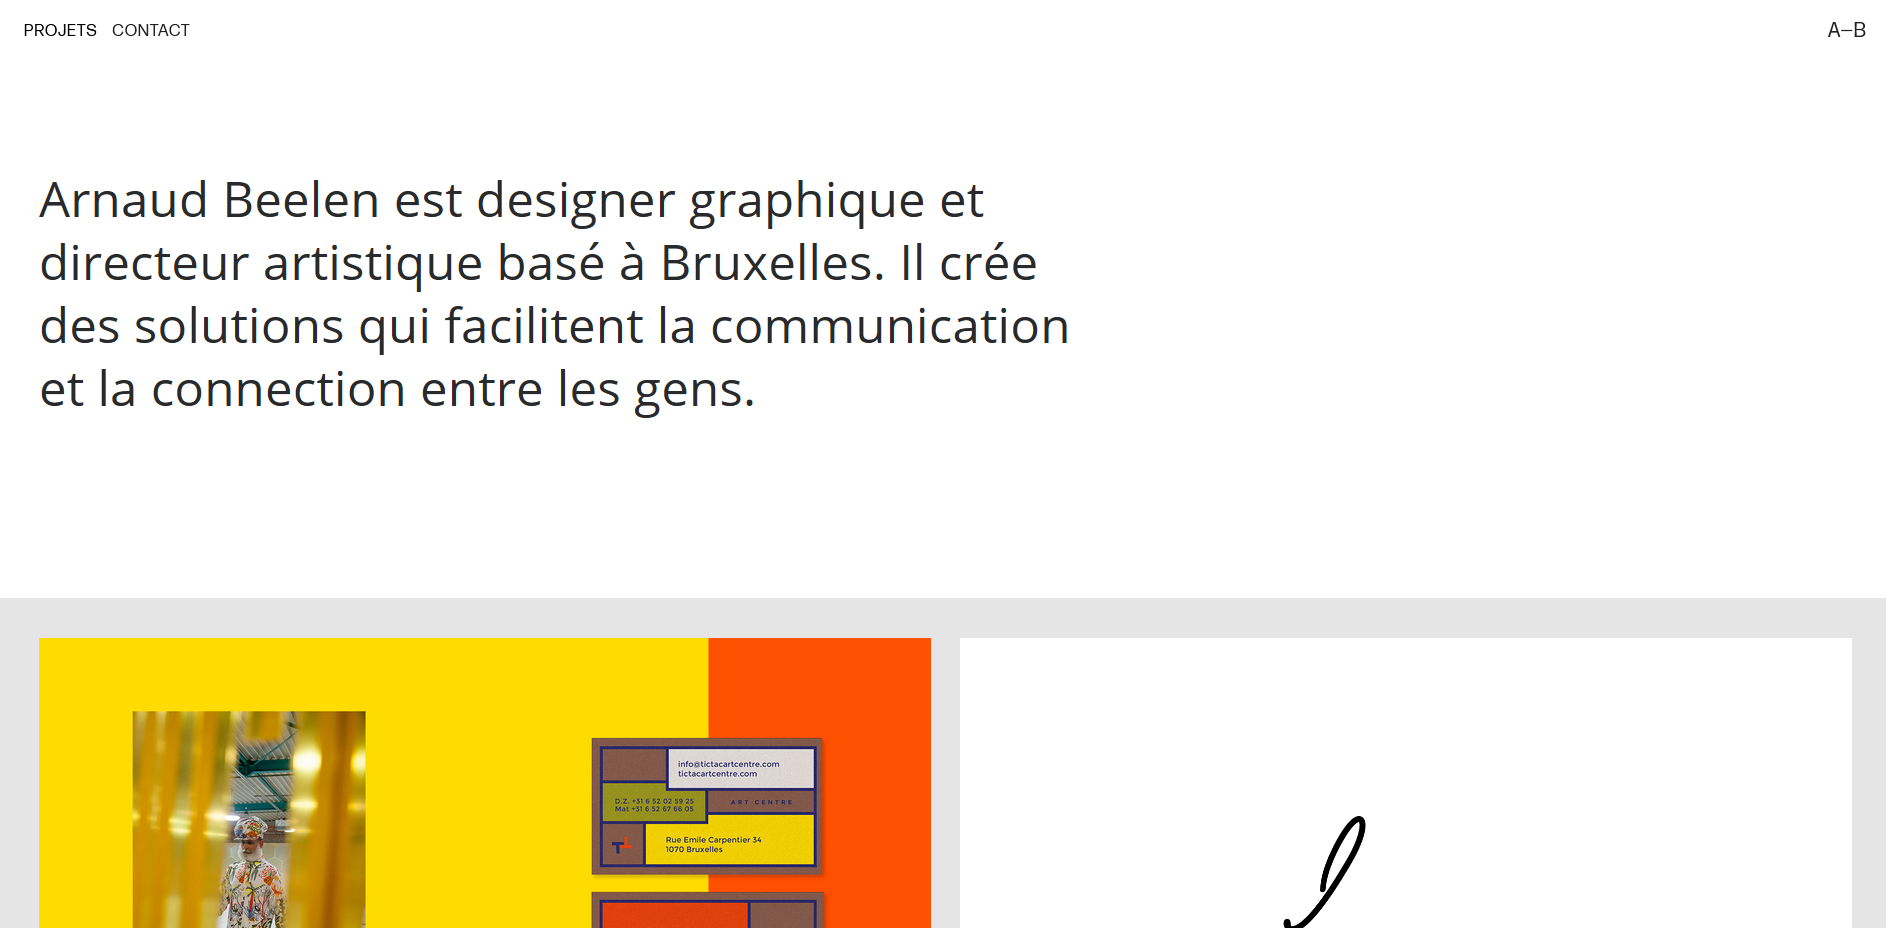 PROJETS CONTACT
A–B
Arnaud Beelen est designer graphique et
directeur artistique basé à Bruxelles. Il crée
des solutions qui facilitent la communication
et la connection entre les gens.
info@tictacartcentre.com
tictacartcentre.com
D.Z. +31 6 52 02 59 25
Mat +31 6 52 67 66 05
ART CENTRE
Rue Emile Carpentier 34
1070 Bruxelles